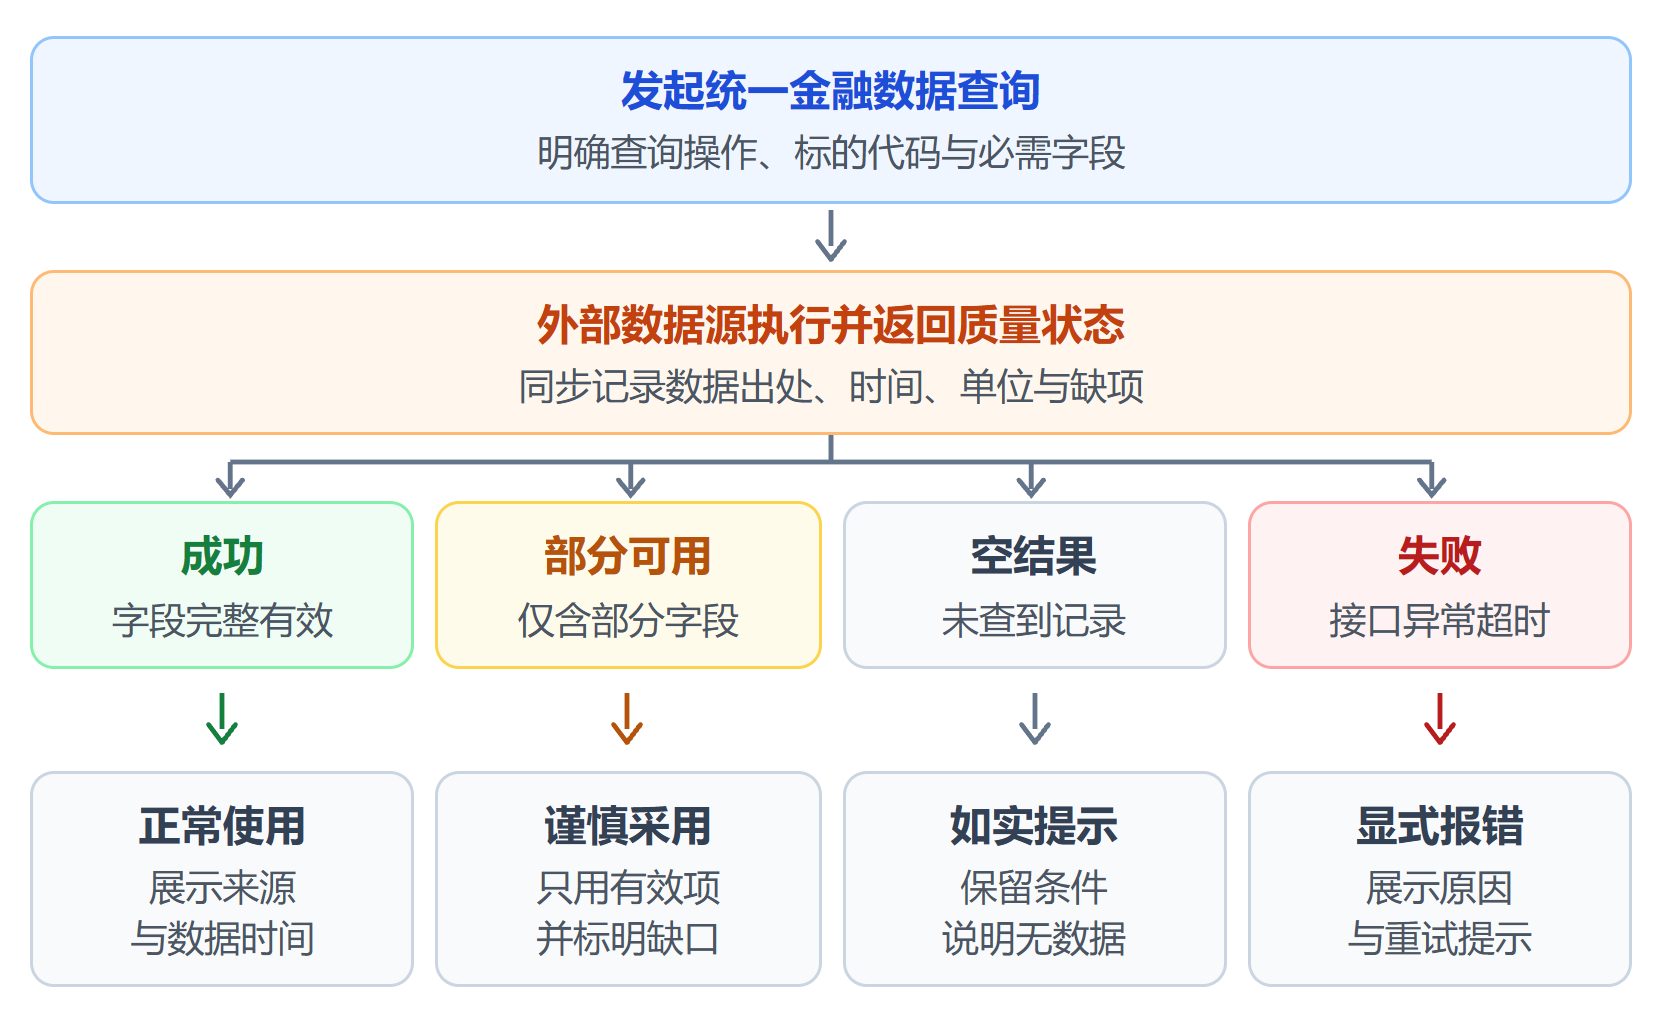 发起统一金融数据查询
明确查询操作、标的代码与必需字段
外部数据源执行并返回质量状态
同步记录数据出处、时间、单位与缺项
成功
字段完整有效
部分可用
仅含部分字段
空结果
未查到记录
失败
接口异常超时
正常使用
展示来源
与数据时间
谨慎采用
只用有效项
并标明缺口
如实提示
保留条件
说明无数据
显式报错
展示原因
与重试提示